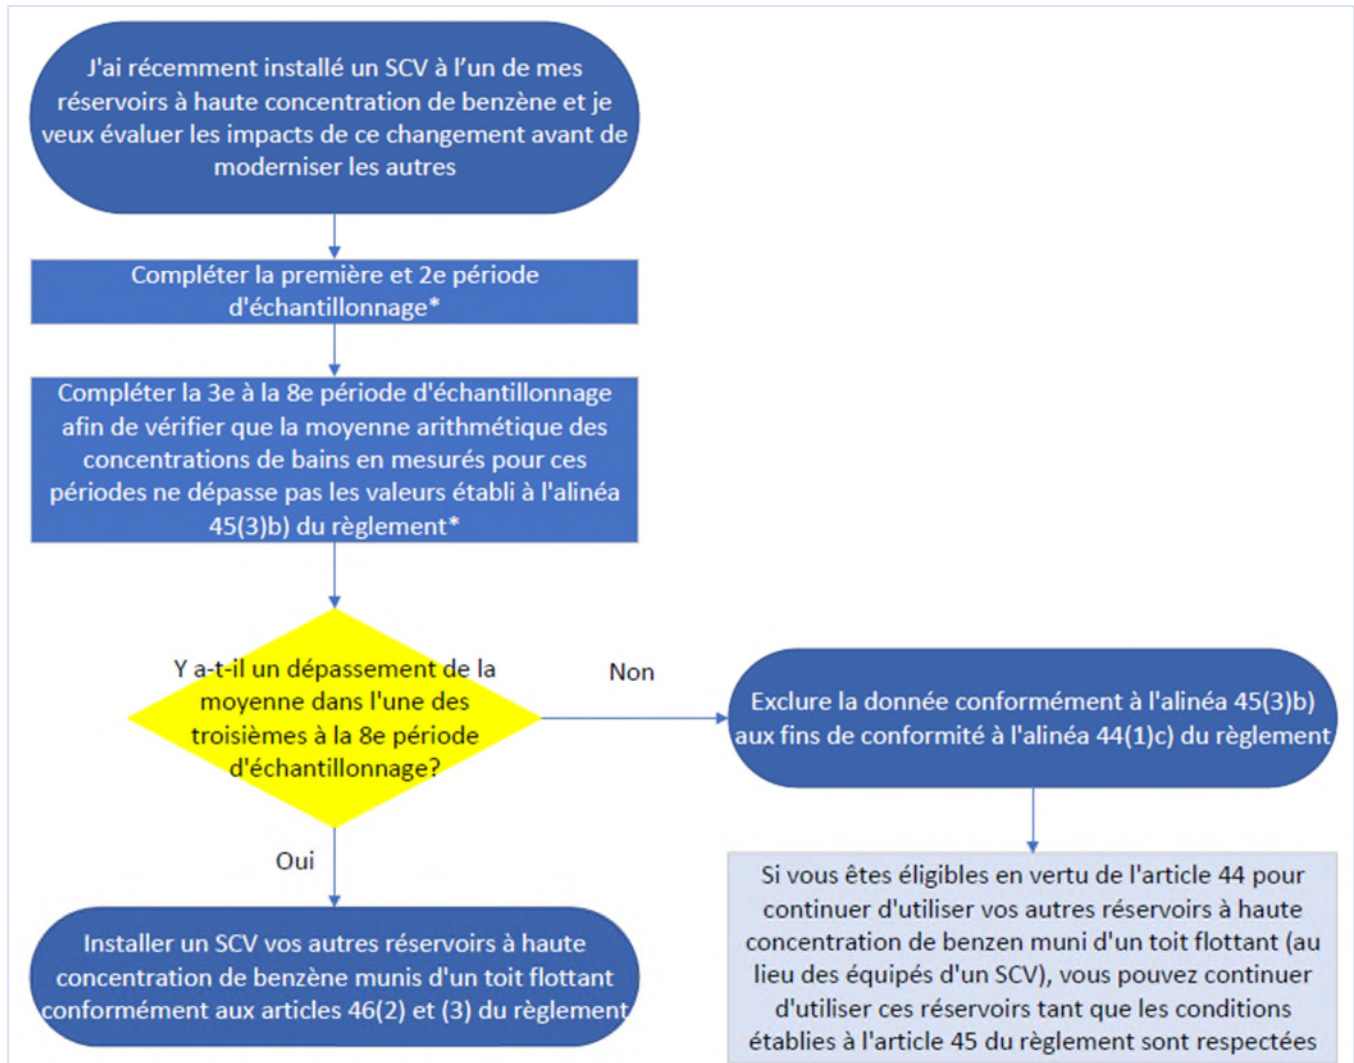 J'ai récemment installé un SCV à l’un de mes
réservoirs à haute concentration de benzène et je
veux évaluer les impacts de ce changement avant de
moderniser les autres
Compléter la première et 2e période
d'échantillonnage*
Compléter la 3e à la 8e période d'échantillonnage
afin de vérifier que la moyenne arithmétique des
concentrations de bains en mesurés pour ces
périodes ne dépasse pas les valeurs établi à l'alinéa
45(3)b) du règlement*
Y a-t-il un dépassement de la
moyenne dans l'une des
troisièmes à la 8e période
d'échantillonnage?
Non
Exclure la donnée conformément à l'alinéa 45(3)b)
aux fins de conformité à l'alinéa 44(1)c) du règlement
Oui
Installer un SCV vos autres réservoirs à haute
concentration de benzène munis d'un toit flottant
conformément aux articles 46(2) et (3) du règlement
Si vous êtes éligibles en vertu de l'article 44 pour
continuer d'utiliser vos autres réservoirs à haute
concentration de benzen muni d'un toit flottant (au
lieu des équipés d'un SCV), vous pouvez continuer
d'utiliser ces réservoirs tant que les conditions
établies à l'article 45 du règlement sont respectées